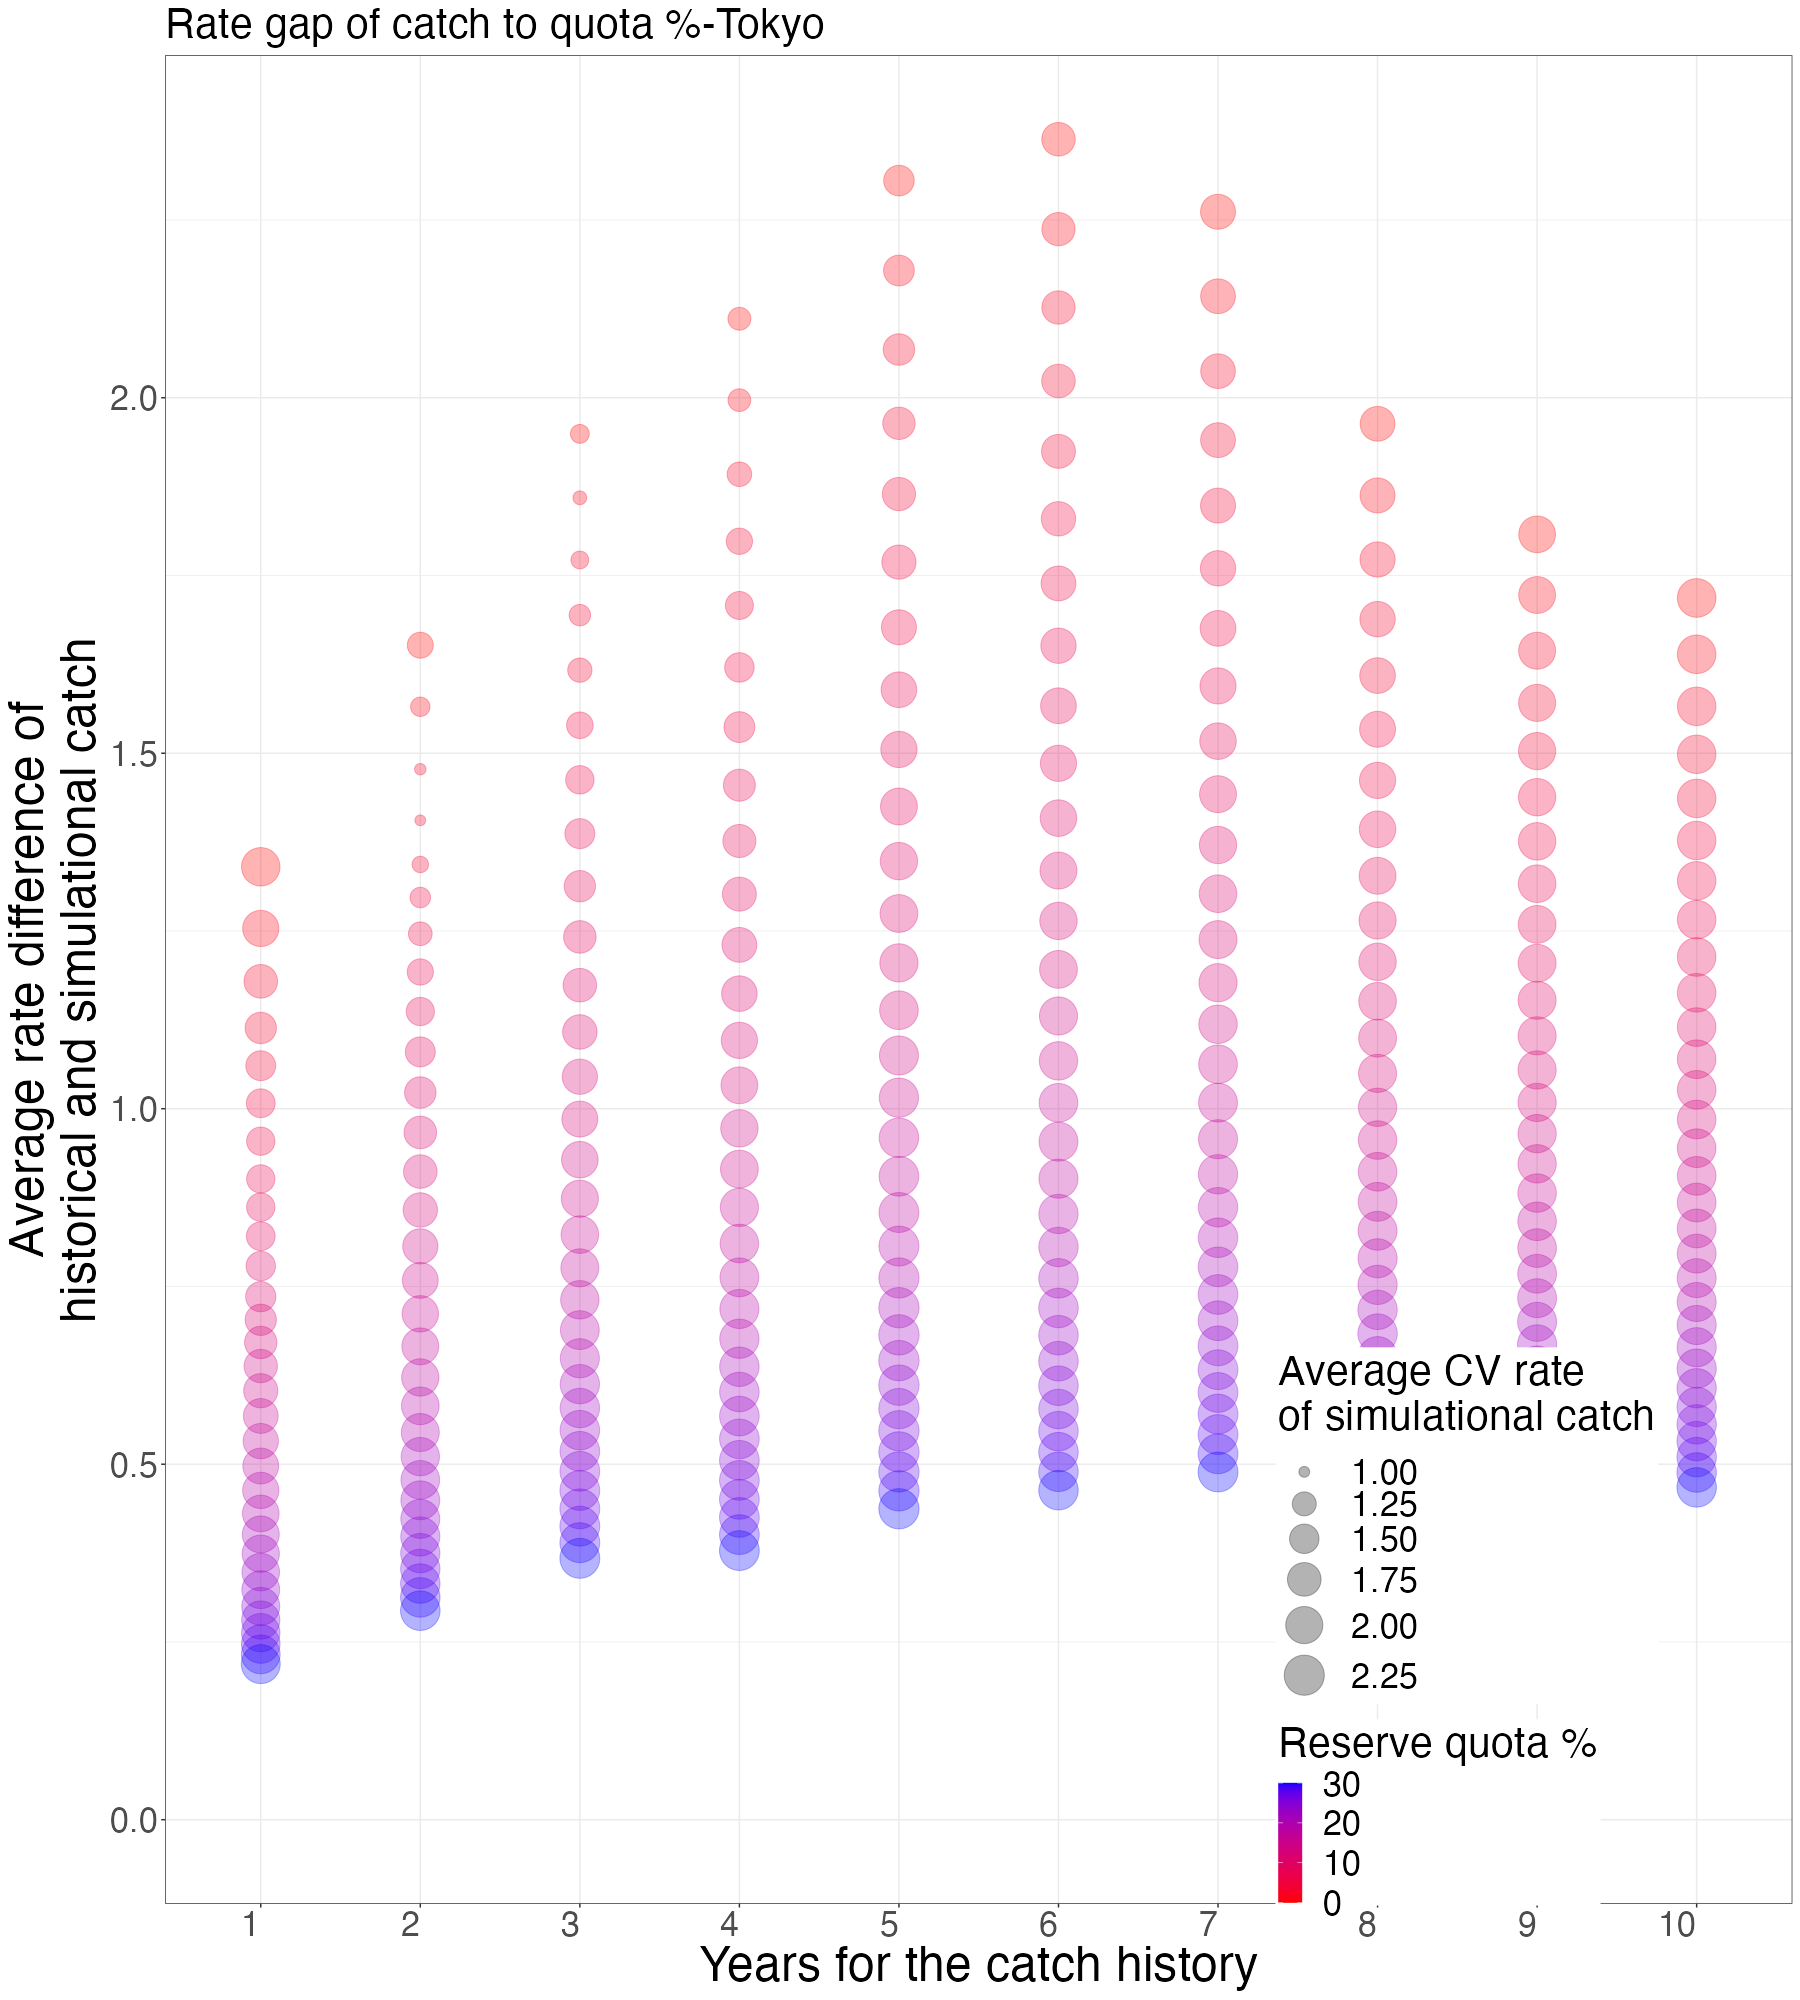 Rate gap of catch to quota %-Tokyo
Average rate difference of
historical and simulational catch
2.0
1.5
1.0
0.5
0.0
Average CV rate
of simulational catch
1.00
1.25
1.50
1.75
2.00
2.25
Reserve quota %
30
20
10
0
1 2 3 4 5 6 7 8 9 10
Years for the catch history